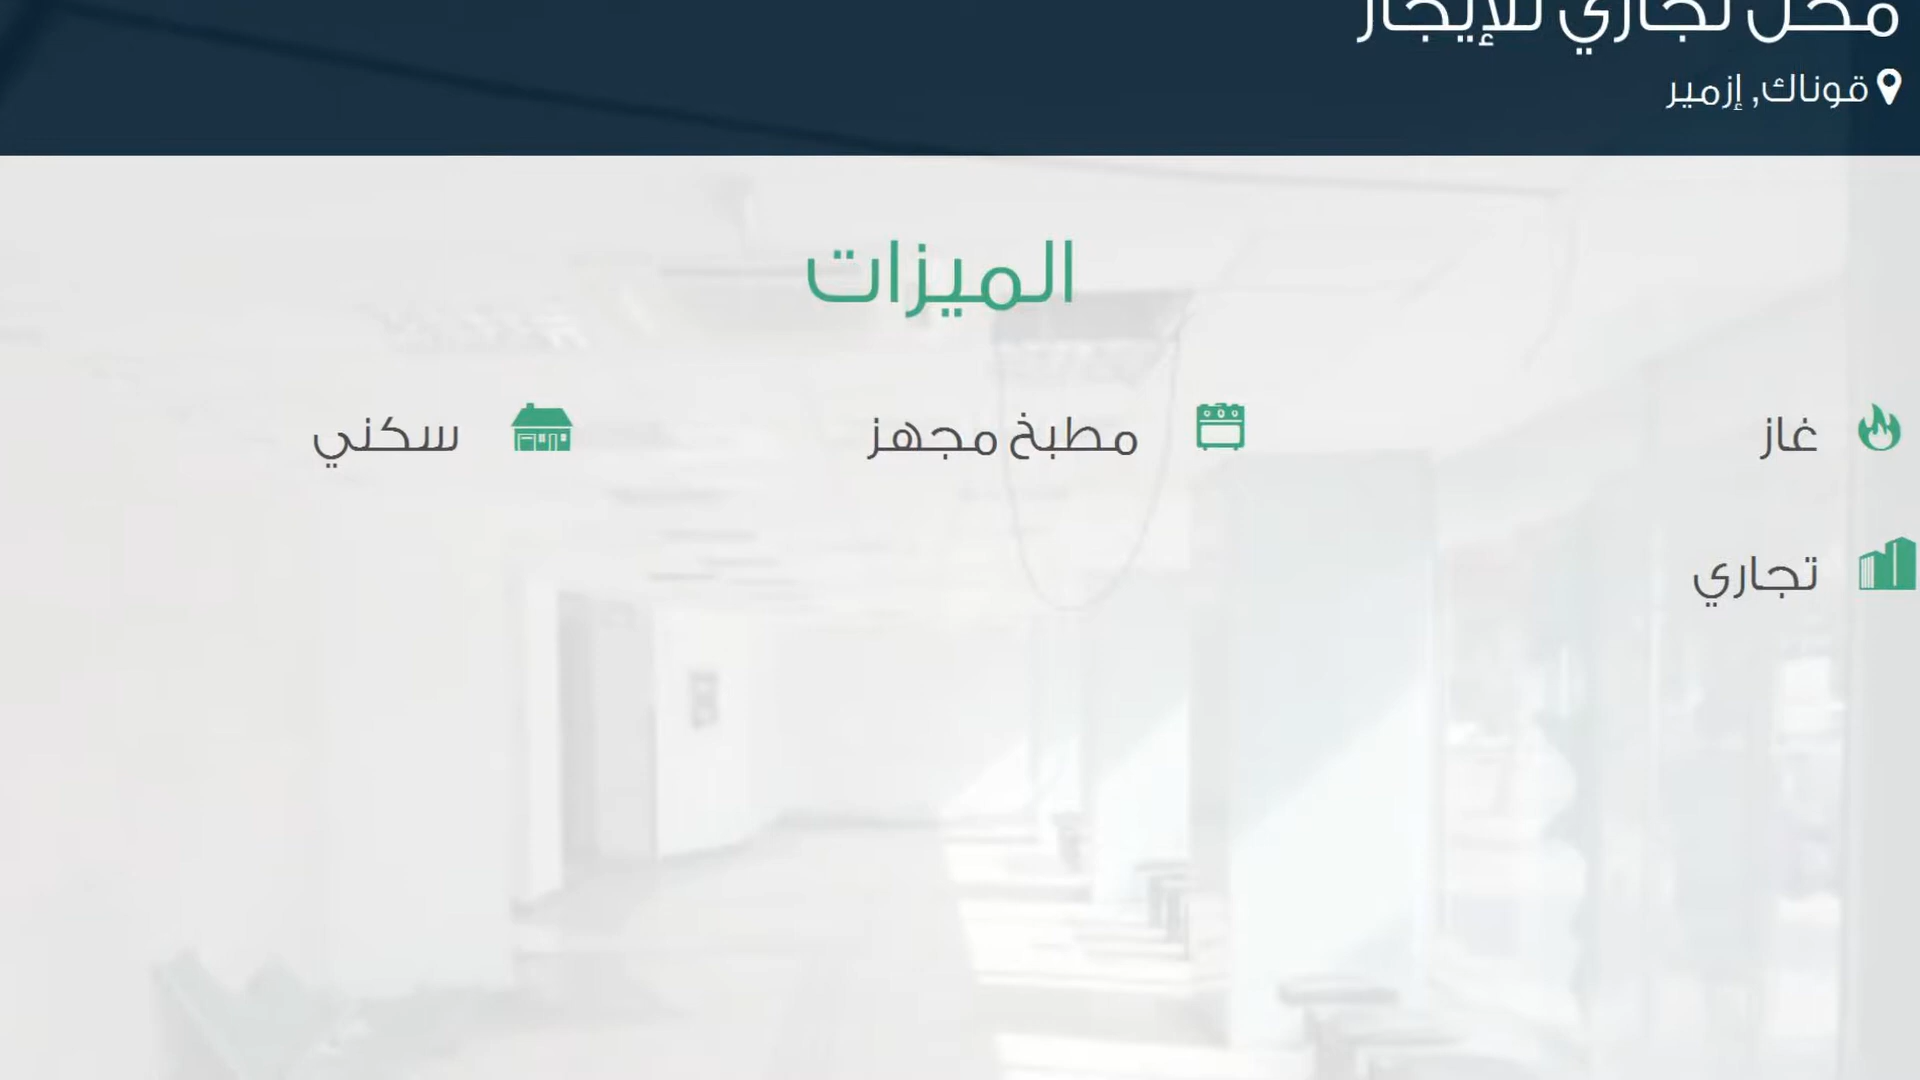 محل تجاري للإيجار
قوناك, إزمير
الميزات
غاز
مطبخ مجهز
سكني
تجاري